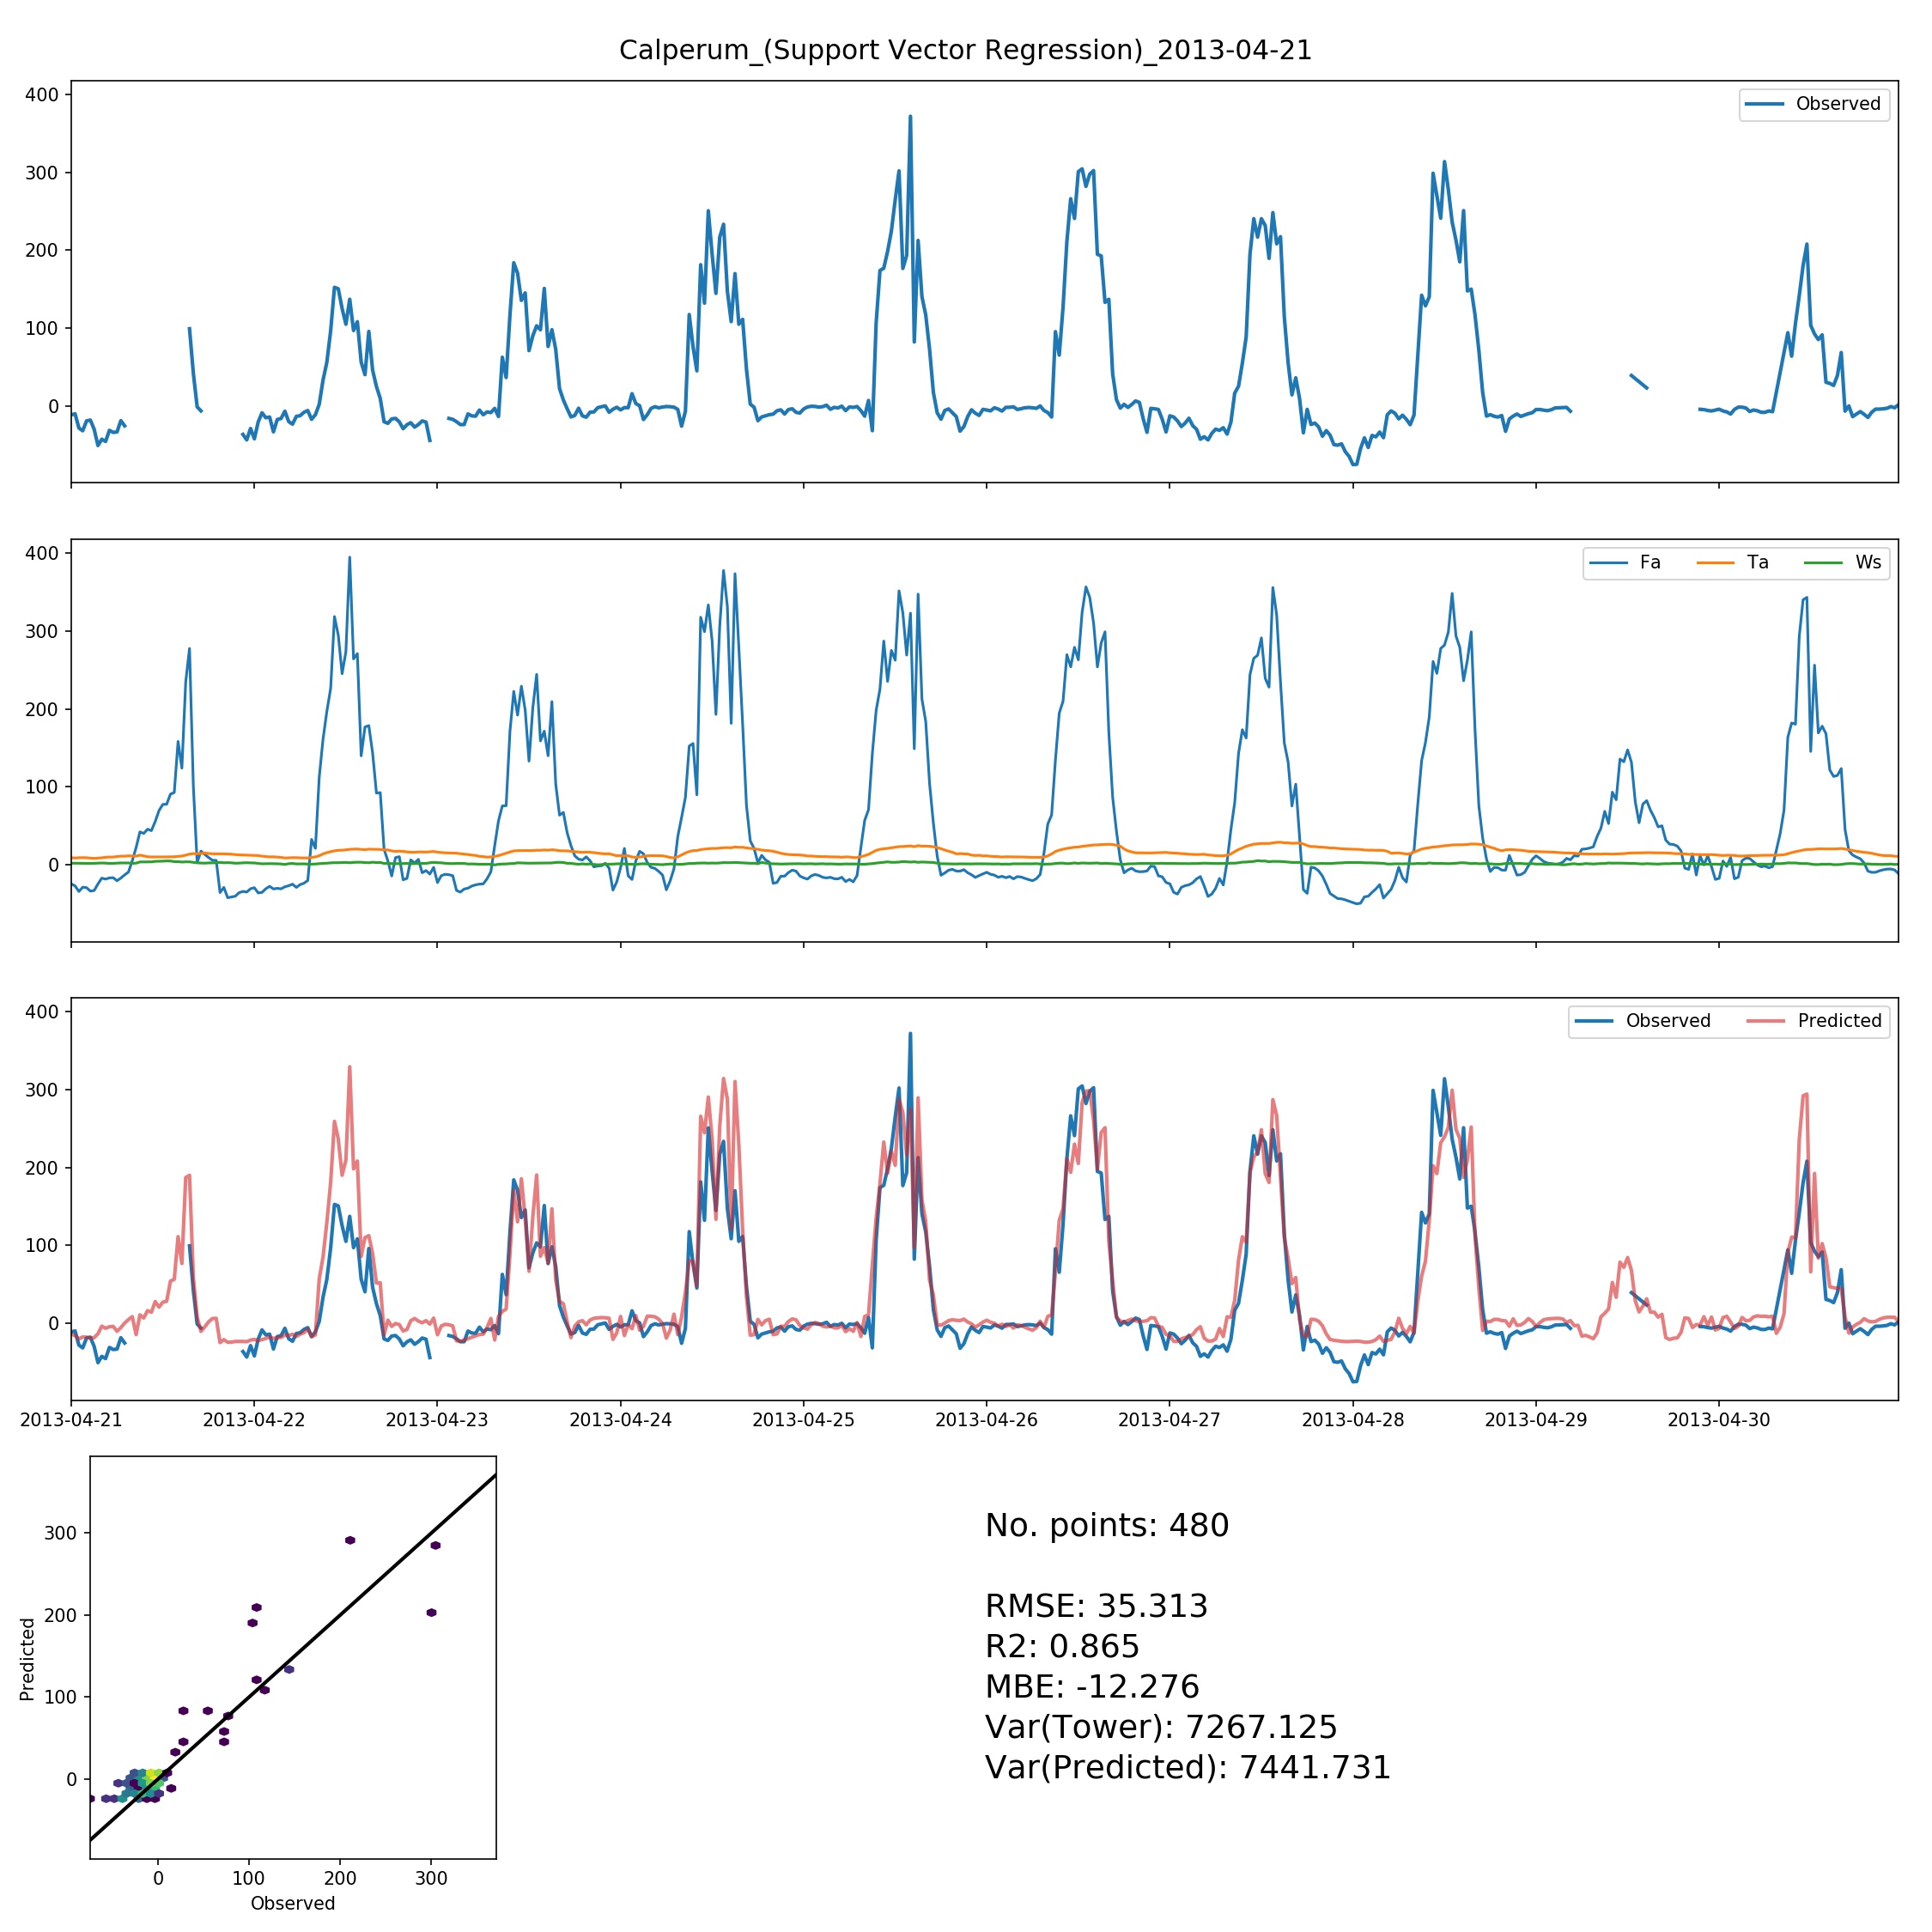 Calperum_(Support Vector Regression)_2013-04-21
400
300
200
100
0
Observed
400
300
200
100
0
Fa Ta Ws
400
300
200
100
0
Observed Predicted
2013-04-21 2013-04-22 2013-04-23 2013-04-24 2013-04-25 2013-04-26 2013-04-27 2013-04-28 2013-04-29 2013-04-30
Predicted
300
200
100
0
0 100 200 300
Observed
No. points: 480
RMSE: 35.313
R2: 0.865
MBE: -12.276
Var(Tower): 7267.125
Var(Predicted): 7441.731